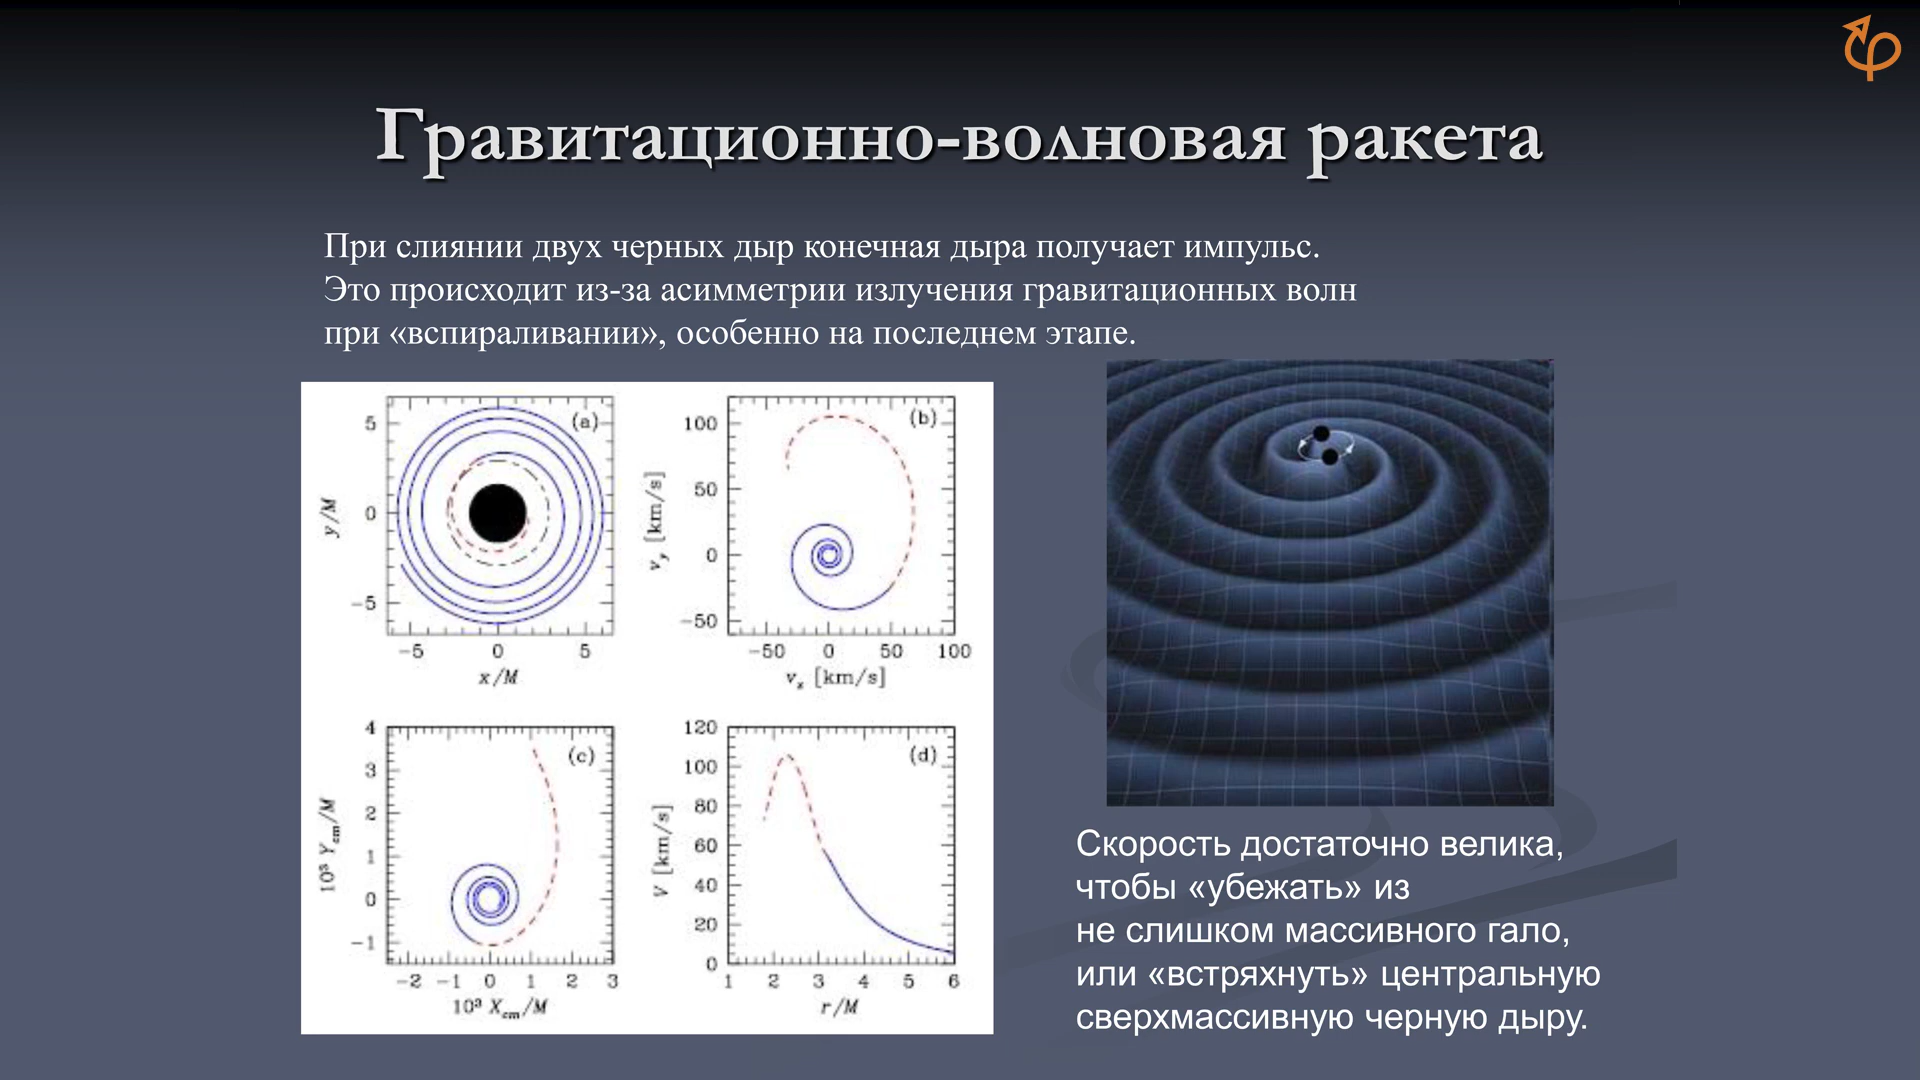 Гравитационно-волновая ракета
При слиянии двух черных дыр конечная дыра получает импульс.
Это происходит из-за асимметрии излучения гравитационных волн
при «вспираливании», особенно на последнем этапе.
(a)
5
0
−5
y/M
−5 0 5
x/M
(b)
100
50
0
−50
vy [km/s]
−50 0 50 100
vx [km/s]
(c)
4
3
2
1
0
−1
10³ Ycm/M
−2 −1 0 1 2 3
10³ Xcm/M
(d)
120
100
80
60
40
20
0
V [km/s]
1 2 3 4 5 6
r/M
Скорость достаточно велика,
чтобы «убежать» из
не слишком массивного гало,
или «встряхнуть» центральную
сверхмассивную черную дыру.